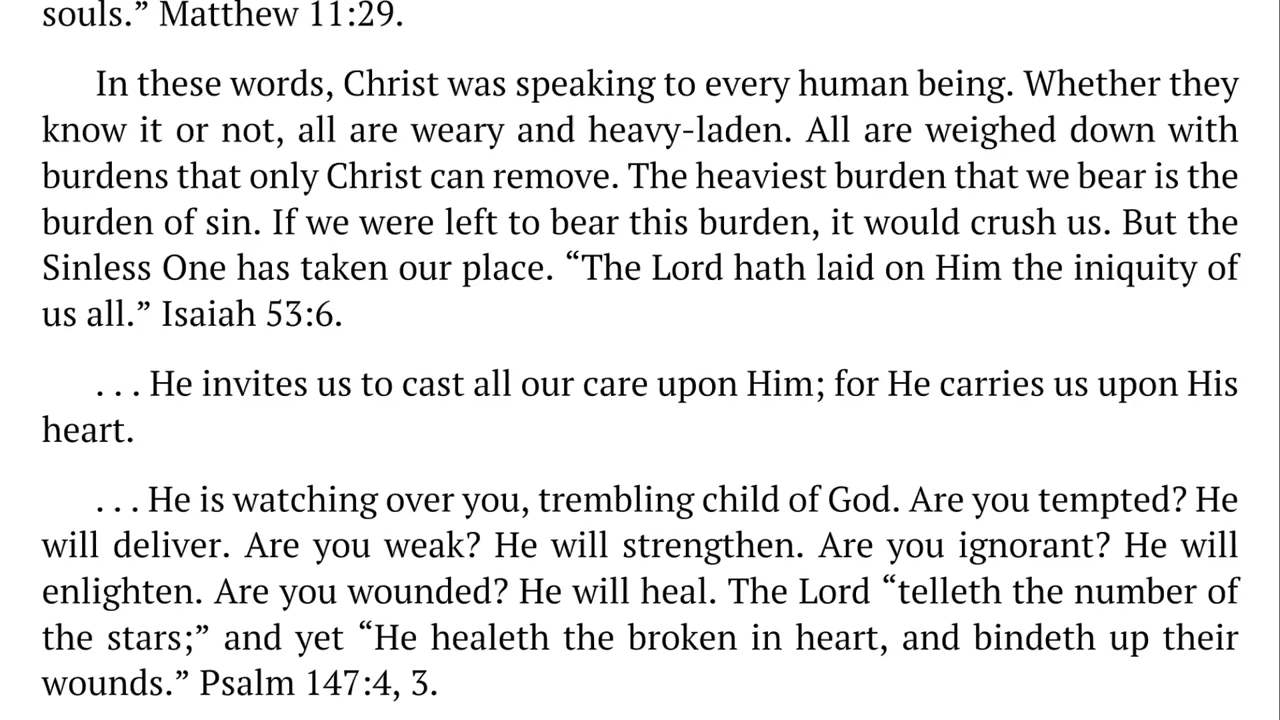 souls.” Matthew 11:29.
In these words, Christ was speaking to every human being. Whether they
know it or not, all are weary and heavy-laden. All are weighed down with
burdens that only Christ can remove. The heaviest burden that we bear is the
burden of sin. If we were left to bear this burden, it would crush us. But the
Sinless One has taken our place. “The Lord hath laid on Him the iniquity of
us all.” Isaiah 53:6.
. . . He invites us to cast all our care upon Him; for He carries us upon His
heart.
. . . He is watching over you, trembling child of God. Are you tempted? He
will deliver. Are you weak? He will strengthen. Are you ignorant? He will
enlighten. Are you wounded? He will heal. The Lord “telleth the number of
the stars;” and yet “He healeth the broken in heart, and bindeth up their
wounds.” Psalm 147:4, 3.